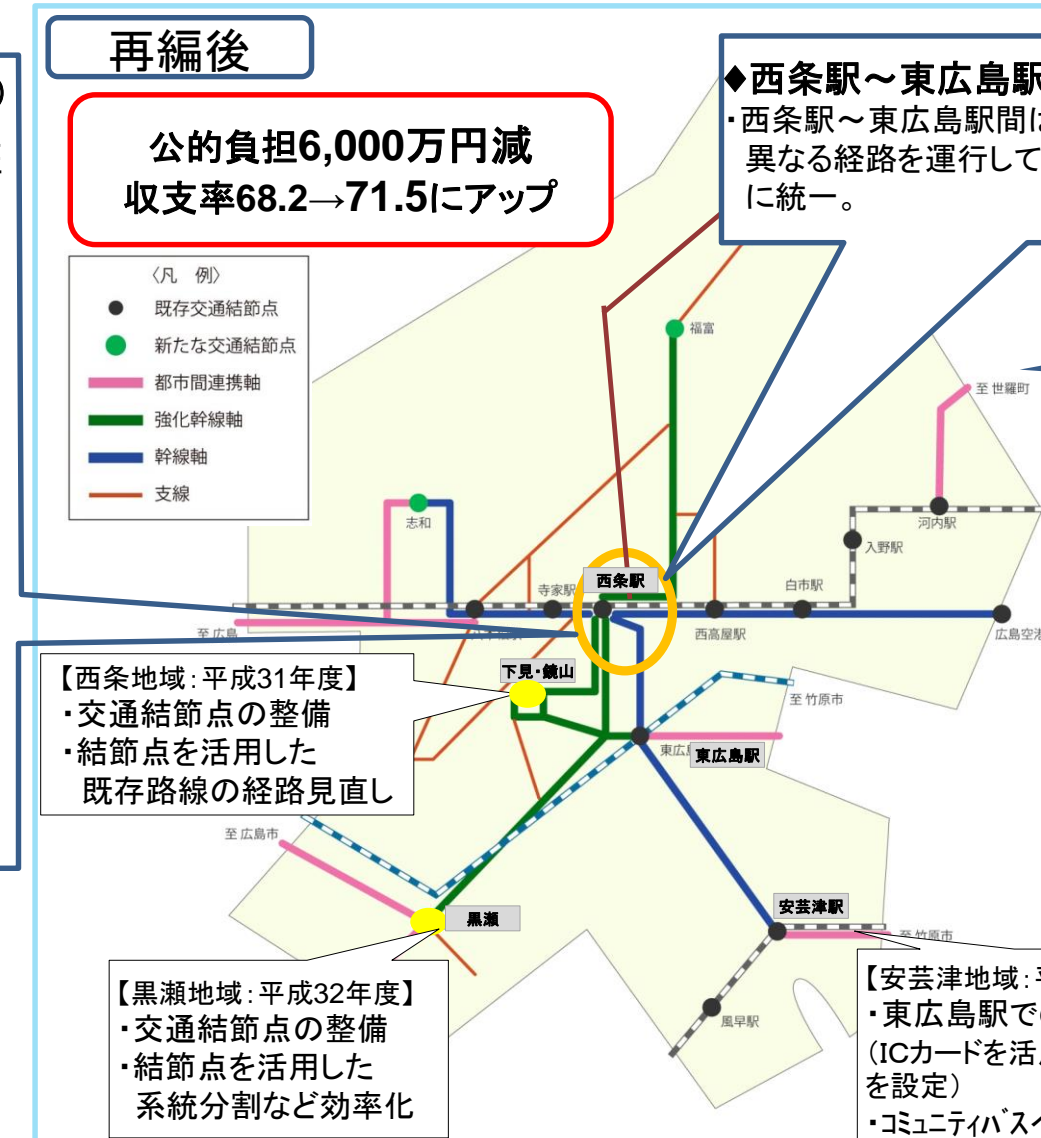 再編後
公的負担6,000万円減
収支率68.2→71.5にアップ
◆西条駅～東広島駅
・西条駅～東広島駅間は
異なる経路を運行して
に統一。
〈凡 例〉
既存交通結節点
新たな交通結節点
都市間連携軸
強化幹線軸
幹線軸
支線
福富
至 世羅町
志和
河内駅
入野駅
寺家駅
西条駅
白市駅
至 広島
西高屋駅
広島空港
下見・鏡山
【西条地域：平成31年度】
・交通結節点の整備
・結節点を活用した
既存路線の経路見直し
至 竹原市
東広島駅
至 広島市
黒瀬
安芸津駅
至 竹原市
【黒瀬地域：平成32年度】
・交通結節点の整備
・結節点を活用した
系統分割など効率化
風早駅
【安芸津地域：平
・東広島駅での
（ICカードを活用
を設定）
・コミュニティバスへ